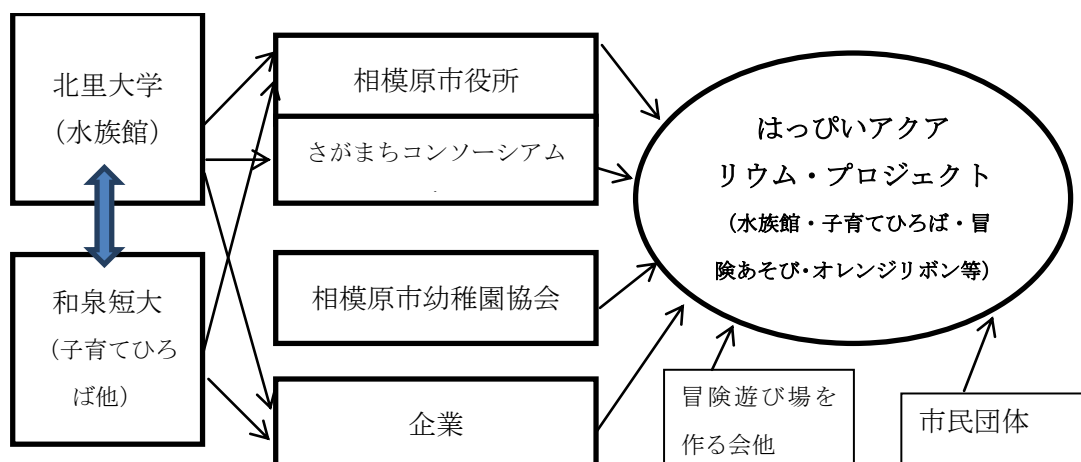 北里大学
（水族館）
和泉短大
（子育てひろ
ば他）
相模原市役所
さがまちコンソーシアム
相模原市幼稚園協会
企業
はっぴいアクア
リウム・プロジェクト
（水族館・子育てひろば・冒
険あそび・オレンジリボン等）
冒険遊び場を
作る会他
市民団体